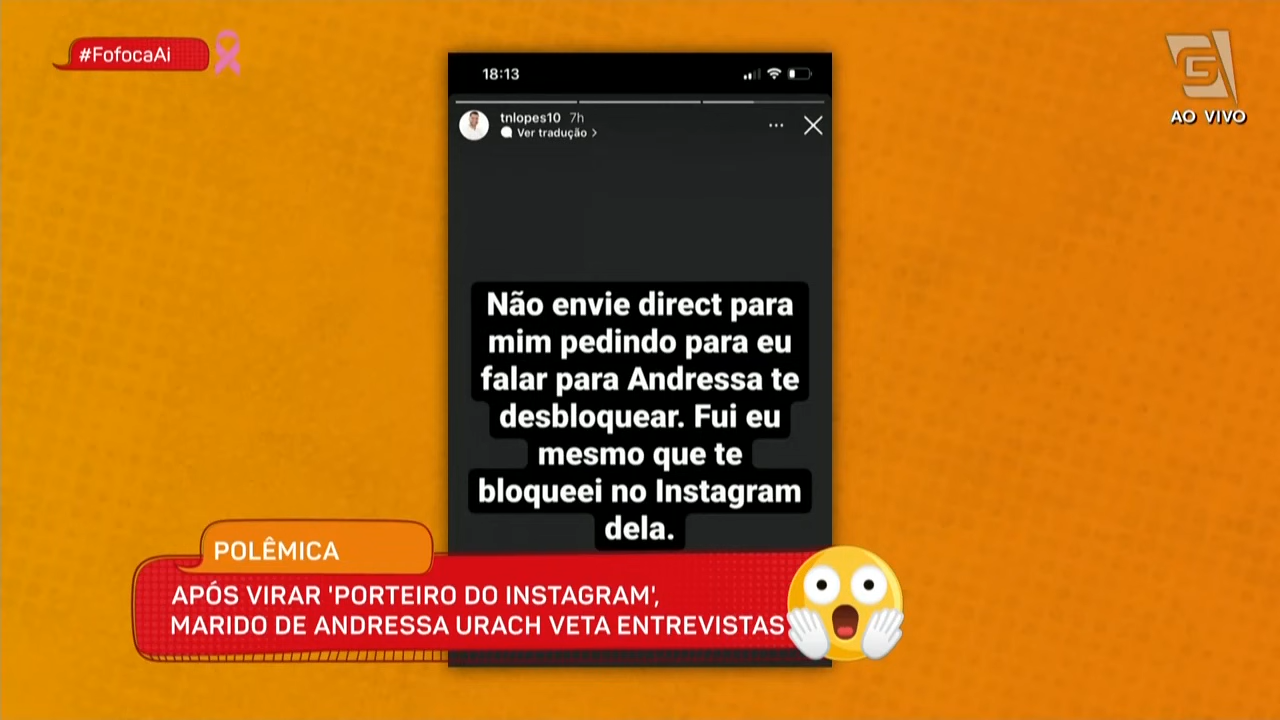 #FofocaAi
G
AO VIVO
18:13
tnlopes10 7h
Ver tradução >
Não envie direct para
mim pedindo para eu
falar para Andressa te
desbloquear. Fui eu
mesmo que te
bloqueei no Instagram
dela.
POLÊMICA
APÓS VIRAR 'PORTEIRO DO INSTAGRAM',
MARIDO DE ANDRESSA URACH VETA ENTREVISTAS